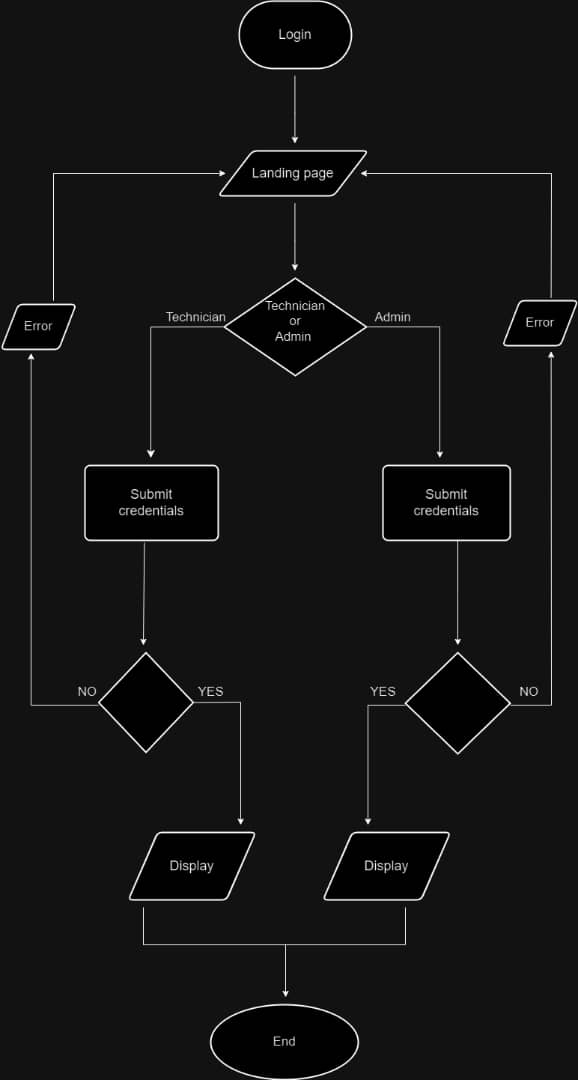 Login
Landing page
Error
Error
Technician
Technician
or
Admin
Admin
Submit
credentials
Submit
credentials
NO
YES
YES
NO
Display
Display
End